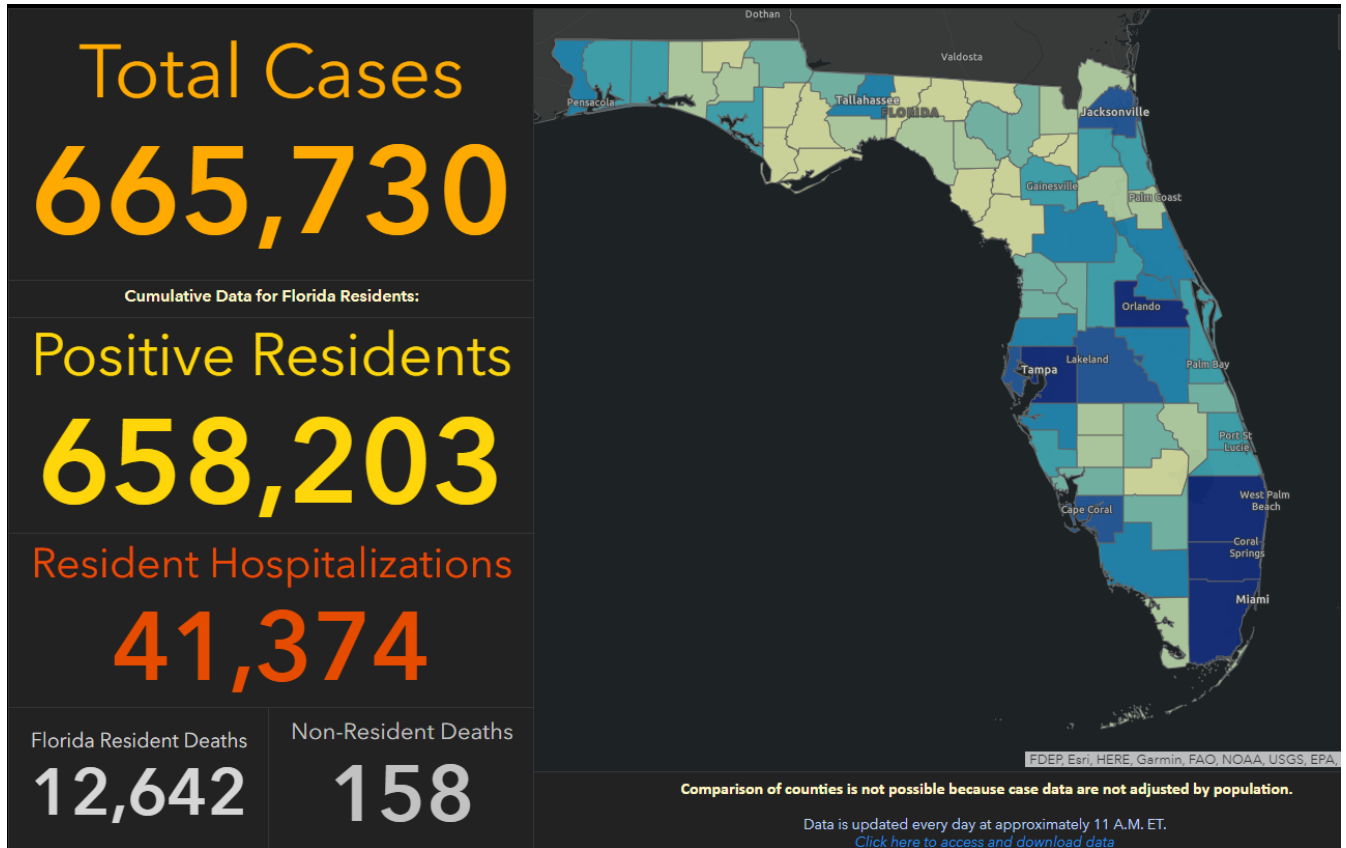 Total Cases
665,730
Cumulative Data for Florida Residents:
Positive Residents
658,203
Resident Hospitalizations
41,374
Florida Resident Deaths
12,642
Non-Resident Deaths
158
Dothan
Valdosta
Pensacola
Tallahassee
FLORIDA
Jacksonville
Gainesville
Palm Coast
Orlando
Lakeland
Tampa
Palm Bay
Port St
Lucie
Cape Coral
West Palm
Beach
Coral
Springs
Miami
FDEP, Esri, HERE, Garmin, FAO, NOAA, USGS, EPA,
Comparison of counties is not possible because case data are not adjusted by population.
Data is updated every day at approximately 11 A.M. ET.
Click here to access and download data